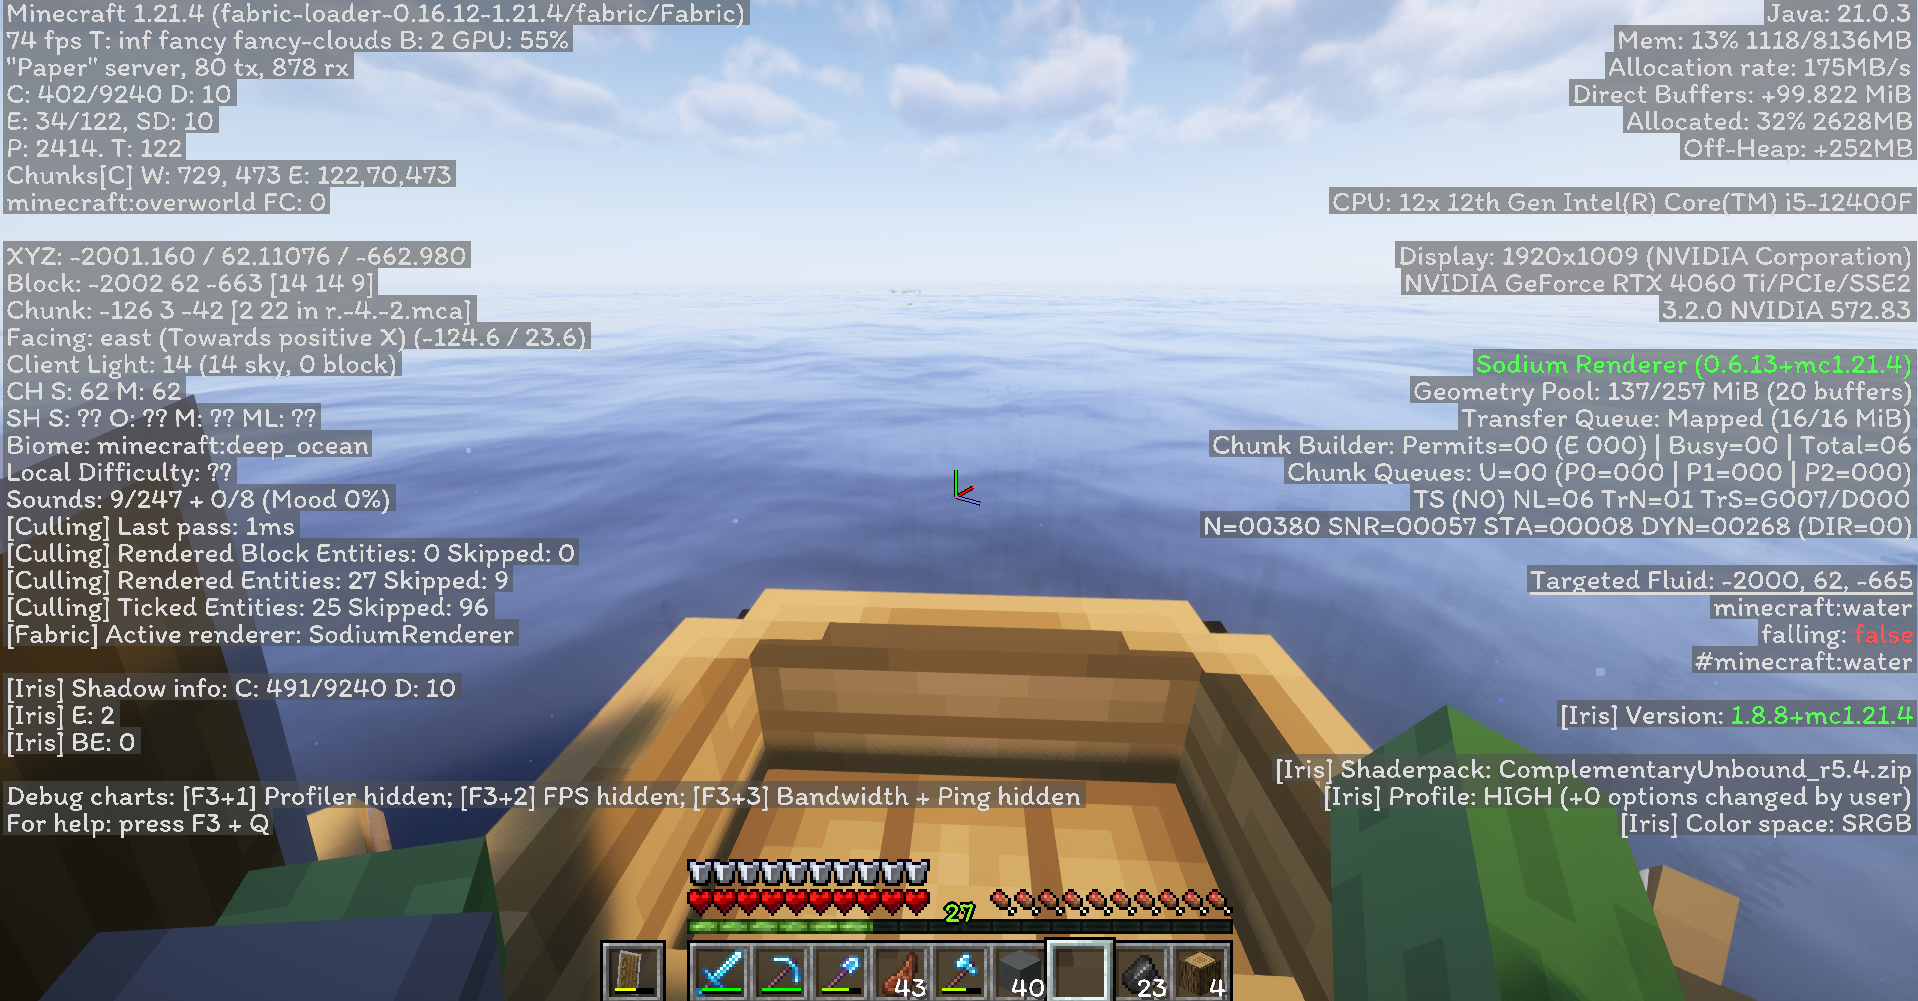 Minecraft 1.21.4 (fabric-loader-0.16.12-1.21.4/fabric/Fabric)
74 fps T: inf fancy fancy-clouds B: 2 GPU: 55%
"Paper" server, 80 tx, 878 rx
C: 402/9240 D: 10
E: 34/122, SD: 10
P: 2414. T: 122
Chunks[C] W: 729, 473 E: 122,70,473
minecraft:overworld FC: 0
XYZ: -2001.160 / 62.11076 / -662.980
Block: -2002 62 -663 [14 14 9]
Chunk: -126 3 -42 [2 22 in r.-4.-2.mca]
Facing: east (Towards positive X) (-124.6 / 23.6)
Client Light: 14 (14 sky, 0 block)
CH S: 62 M: 62
SH S: ?? O: ?? M: ?? ML: ??
Biome: minecraft:deep_ocean
Local Difficulty: ??
Sounds: 9/247 + 0/8 (Mood 0%)
[Culling] Last pass: 1ms
[Culling] Rendered Block Entities: 0 Skipped: 0
[Culling] Rendered Entities: 27 Skipped: 9
[Culling] Ticked Entities: 25 Skipped: 96
[Fabric] Active renderer: SodiumRenderer
[Iris] Shadow info: C: 491/9240 D: 10
[Iris] E: 2
[Iris] BE: 0
Debug charts: [F3+1] Profiler hidden; [F3+2] FPS hidden; [F3+3] Bandwidth + Ping hidden
For help: press F3 + Q
Java: 21.0.3
Mem: 13% 1118/8136MB
Allocation rate: 175MB/s
Direct Buffers: +99.822 MiB
Allocated: 32% 2628MB
Off-Heap: +252MB
CPU: 12x 12th Gen Intel(R) Core(TM) i5-12400F
Display: 1920x1009 (NVIDIA Corporation)
NVIDIA GeForce RTX 4060 Ti/PCIe/SSE2
3.2.0 NVIDIA 572.83
Sodium Renderer (0.6.13+mc1.21.4)
Geometry Pool: 137/257 MiB (20 buffers)
Transfer Queue: Mapped (16/16 MiB)
Chunk Builder: Permits=00 (E 000) | Busy=00 | Total=06
Chunk Queues: U=00 (P0=000 | P1=000 | P2=000)
TS (N0) NL=06 TrN=01 TrS=G007/D000
N=00380 SNR=00057 STA=00008 DYN=00268 (DIR=00)
Targeted Fluid: -2000, 62, -665
minecraft:water
falling: false
#minecraft:water
[Iris] Version: 1.8.8+mc1.21.4
[Iris] Shaderpack: ComplementaryUnbound_r5.4.zip
[Iris] Profile: HIGH (+0 options changed by user)
[Iris] Color space: SRGB
27
43
40
23
4